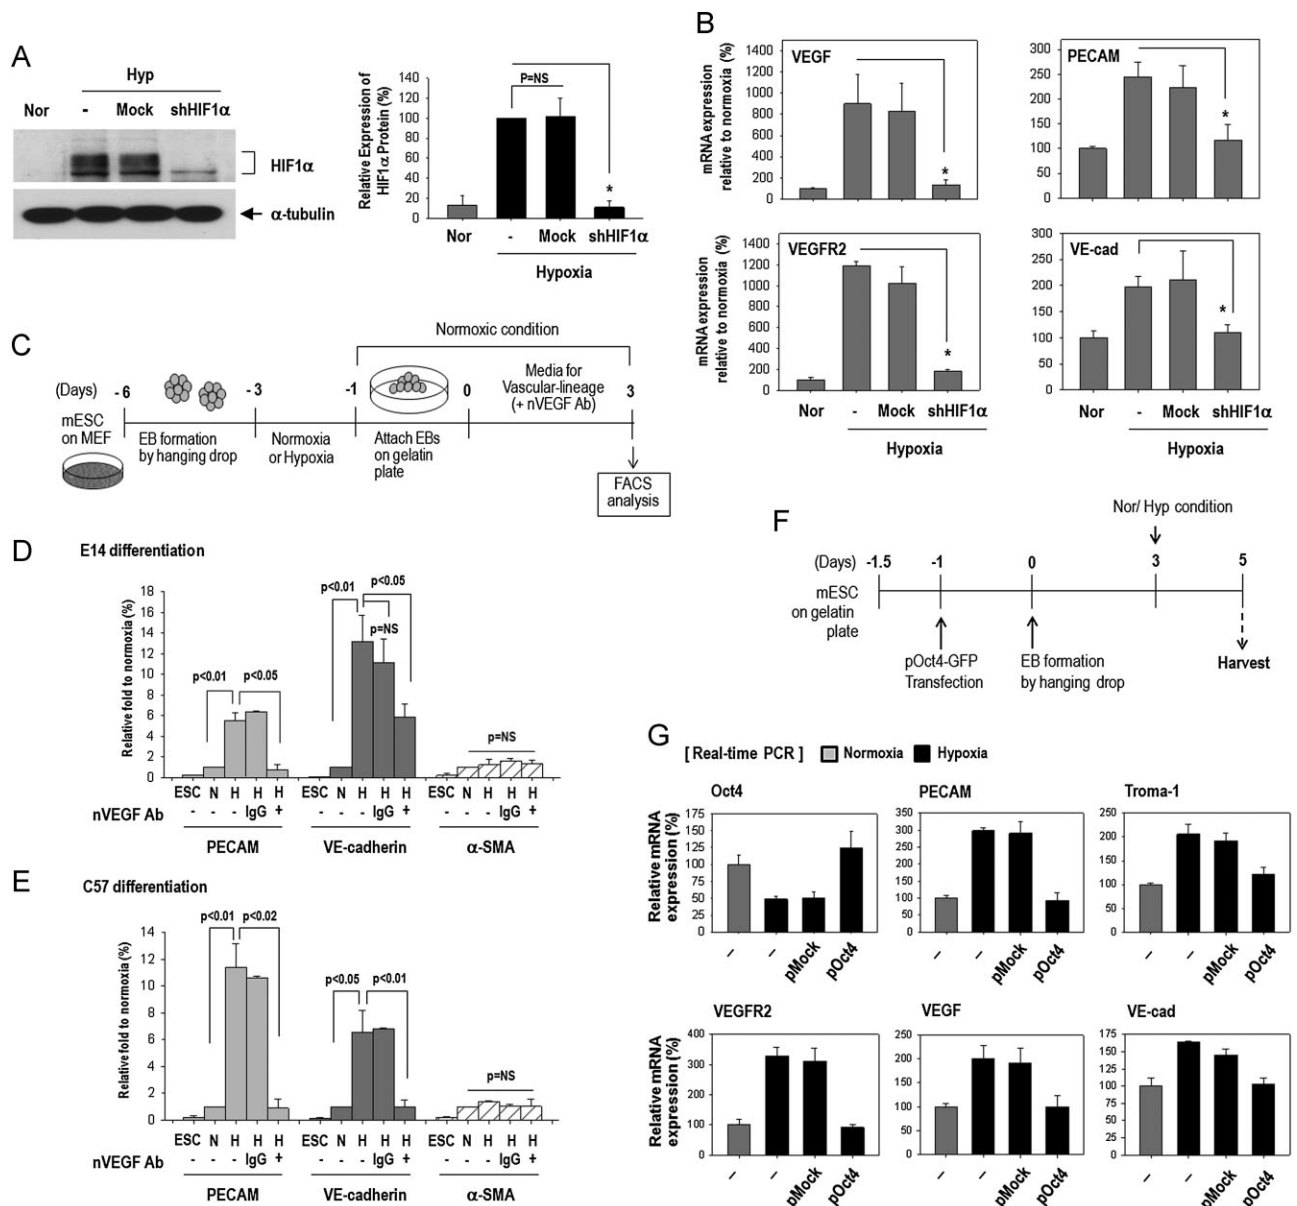 A
Hyp
Nor - Mock shHIF1α
HIF1α
α-tubulin
Relative Expression of
HIF1α Protein (%)
140
120
100
80
60
40
20
0
P=NS
*
Nor - Mock shHIF1α
Hypoxia
B
mRNA expression
relative to normoxia (%)
1400
1200
1000
800
600
400
200
0
VEGF
*
300
250
200
150
100
50
0
PECAM
*
mRNA expression
relative to normoxia (%)
1400
1200
1000
800
600
400
200
0
VEGFR2
*
Nor - Mock shHIF1α
Hypoxia
300
250
200
150
100
50
0
VE-cad
*
Nor - Mock shHIF1α
Hypoxia
C
Normoxic condition
(Days) -6 -3 -1 0 3
Media for
Vascular-lineage
(+ nVEGF Ab)
mESC
on MEF
EB formation
by hanging drop
Normoxia
or Hypoxia
Attach EBs
on gelatin
plate
FACS
analysis
D
E14 differentiation
Relative fold to normoxia (%)
18
16
14
12
10
8
6
4
2
0
p<0.01
p<0.05
p<0.01
p<0.05
p=NS
p=NS
ESC N H H H ESC N H H H ESC N H H H
nVEGF Ab - - - IgG + - - - IgG + - - - IgG +
PECAM VE-cadherin α-SMA
E
C57 differentiation
Relative fold to normoxia (%)
14
12
10
8
6
4
2
0
p<0.01
p<0.02
p<0.05
p<0.01
p=NS
ESC N H H H ESC N H H H ESC N H H H
nVEGF Ab - - - IgG + - - - IgG + - - - IgG +
PECAM VE-cadherin α-SMA
F
Nor/ Hyp condition
(Days) -1.5 -1 0 3 5
mESC
on gelatin
plate
pOct4-GFP
Transfection
EB formation
by hanging drop
Harvest
G
[ Real-time PCR ] Normoxia Hypoxia
Oct4
Relative mRNA
expression (%)
175
150
125
100
75
50
25
0
– – pMock pOct4
PECAM
350
300
250
200
150
100
50
0
– – pMock pOct4
Troma-1
250
200
150
100
50
0
– – pMock pOct4
VEGFR2
Relative mRNA
expression (%)
400
300
200
100
0
– – pMock pOct4
VEGF
250
200
150
100
50
0
– – pMock pOct4
VE-cad
175
150
125
100
75
50
25
0
– – pMock pOct4